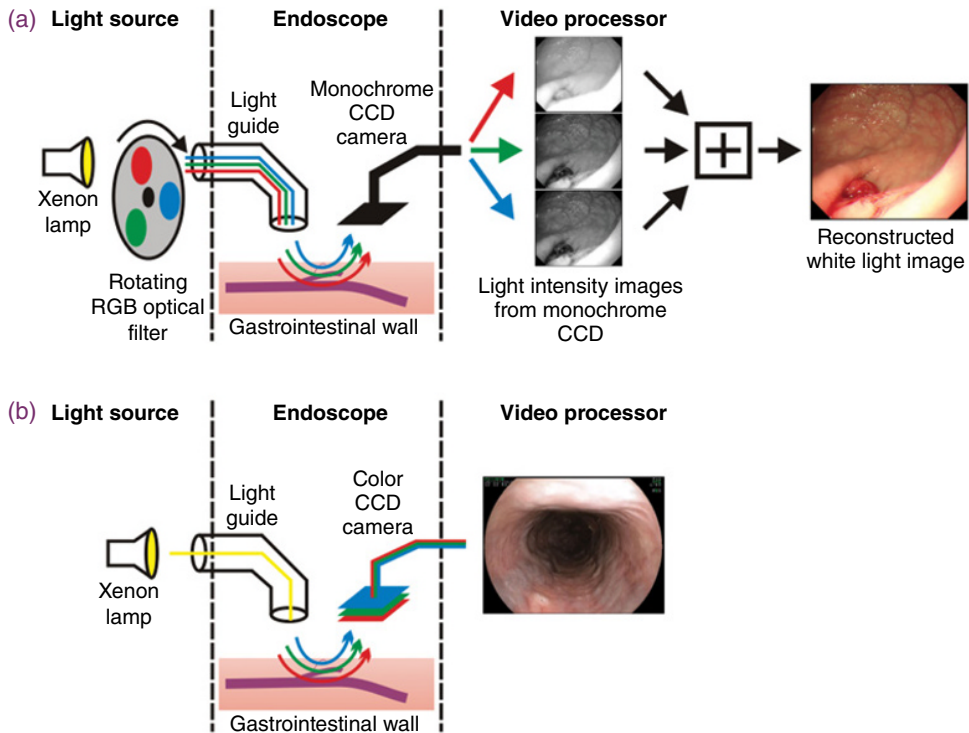 (a) Light source Endoscope Video processor
Light
guide
Monochrome
CCD
camera
Xenon
lamp
Rotating
RGB optical
filter
Gastrointestinal wall
Light intensity images
from monochrome
CCD
Reconstructed
white light image
(b) Light source Endoscope Video processor
Light
guide
Color
CCD
camera
Xenon
lamp
Gastrointestinal wall